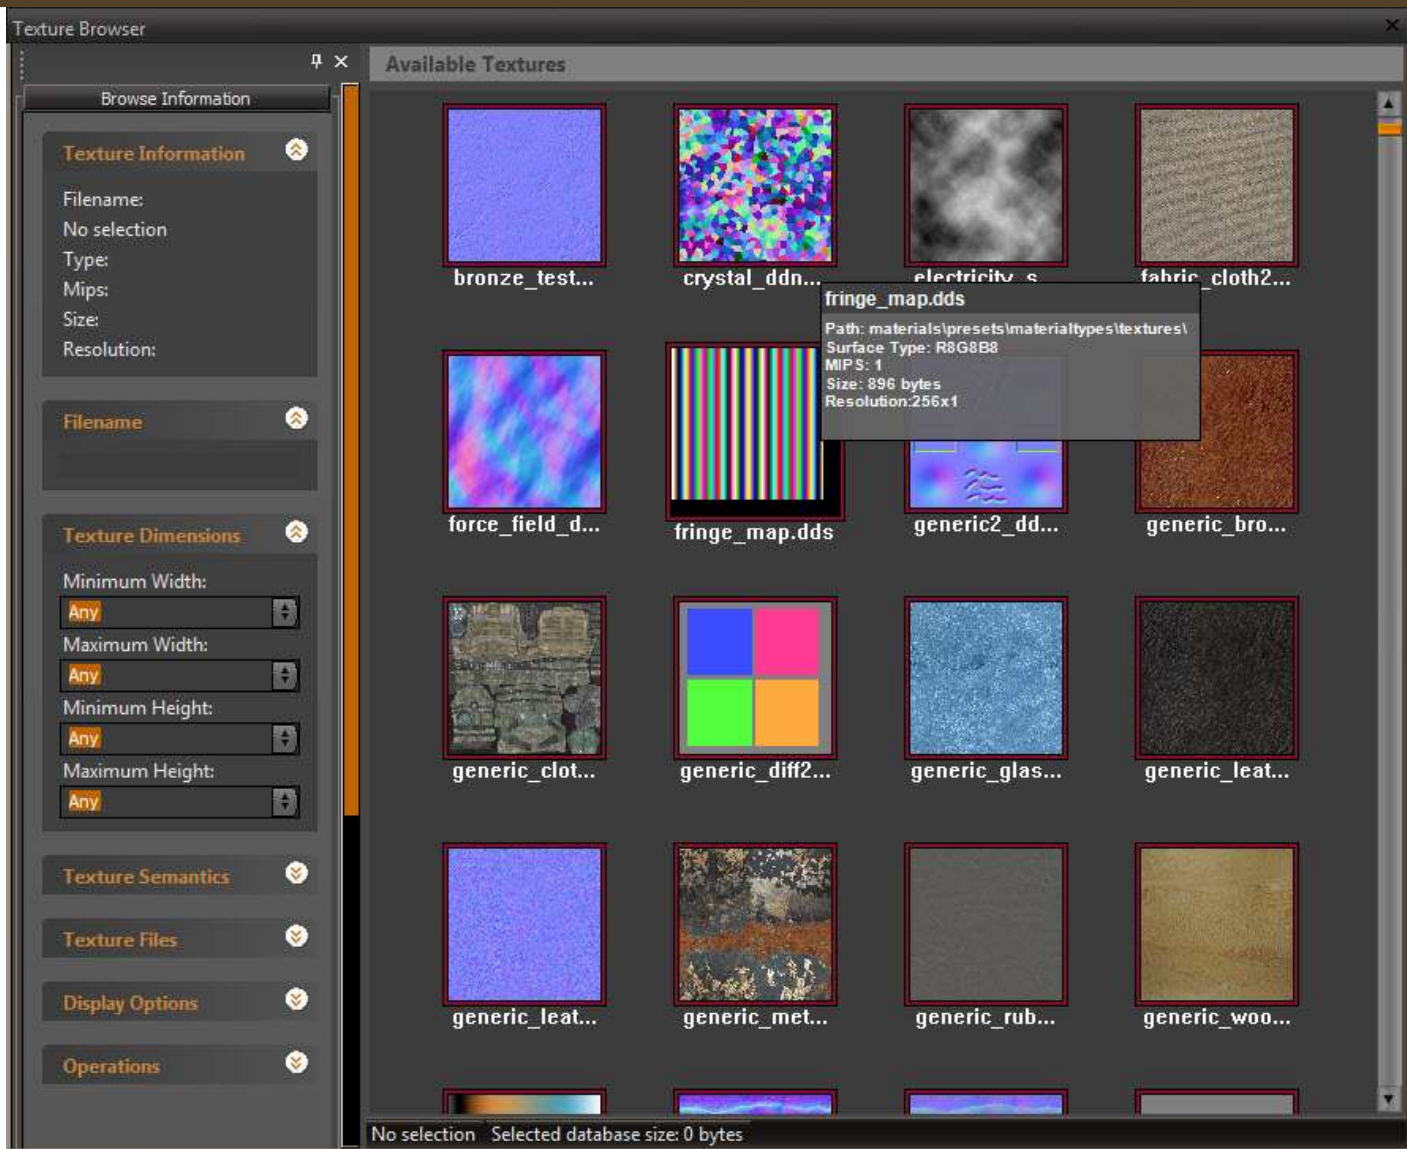 Texture Browser
Browse Information
Texture Information
Filename:
No selection
Type:
Mips:
Size:
Resolution:
Filename
Texture Dimensions
Minimum Width:
Any
Maximum Width:
Any
Minimum Height:
Any
Maximum Height:
Any
Texture Semantics
Texture Files
Display Options
Operations
Available Textures
bronze_test...
crystal_ddn...
electricity_s...
fabric_cloth2...
fringe_map.dds
Path: materials\presets\materialtypes\textures\
Surface Type: R8G8B8
MIPS: 1
Size: 896 bytes
Resolution:256x1
force_field_d...
fringe_map.dds
generic2_dd...
generic_bro...
generic_clot...
generic_diff2...
generic_glas...
generic_leat...
generic_leat...
generic_met...
generic_rub...
generic_woo...
No selection
Selected database size: 0 bytes